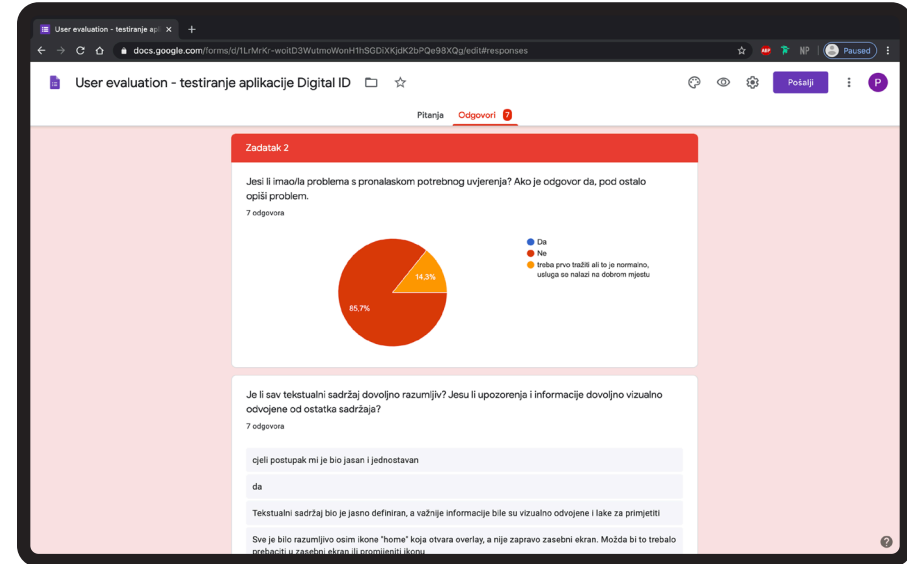 User evaluation - testiranje apl
docs.google.com/forms/d/1LrMrKr-woitD3WutmoWonH1hSGDiXKjdK2bPQe98XQg/edit#responses
ABP
NP
Paused
User evaluation - testiranje aplikacije Digital ID
Pošalji
P
Pitanja
Odgovori 7
Zadatak 2
Jesi li imao/la problema s pronalaskom potrebnog uvjerenja? Ako je odgovor da, pod ostalo
opiši problem.
7 odgovora
Da
Ne
treba prvo tražiti ali to je normalno,
usluga se nalazi na dobrom mjestu
14,3%
85,7%
Je li sav tekstualni sadržaj dovoljno razumljiv? Jesu li upozorenja i informacije dovoljno vizualno
odvojene od ostatka sadržaja?
7 odgovora
cjeli postupak mi je bio jasan i jednostavan
da
Tekstualni sadržaj bio je jasno definiran, a važnije informacije bile su vizualno odvojene i lake za primjetiti
Sve je bilo razumljivo osim ikone "home" koja otvara overlay, a nije zapravo zasebni ekran. Možda bi to trebalo
prebaciti u zasebni ekran ili promijeniti ikonu